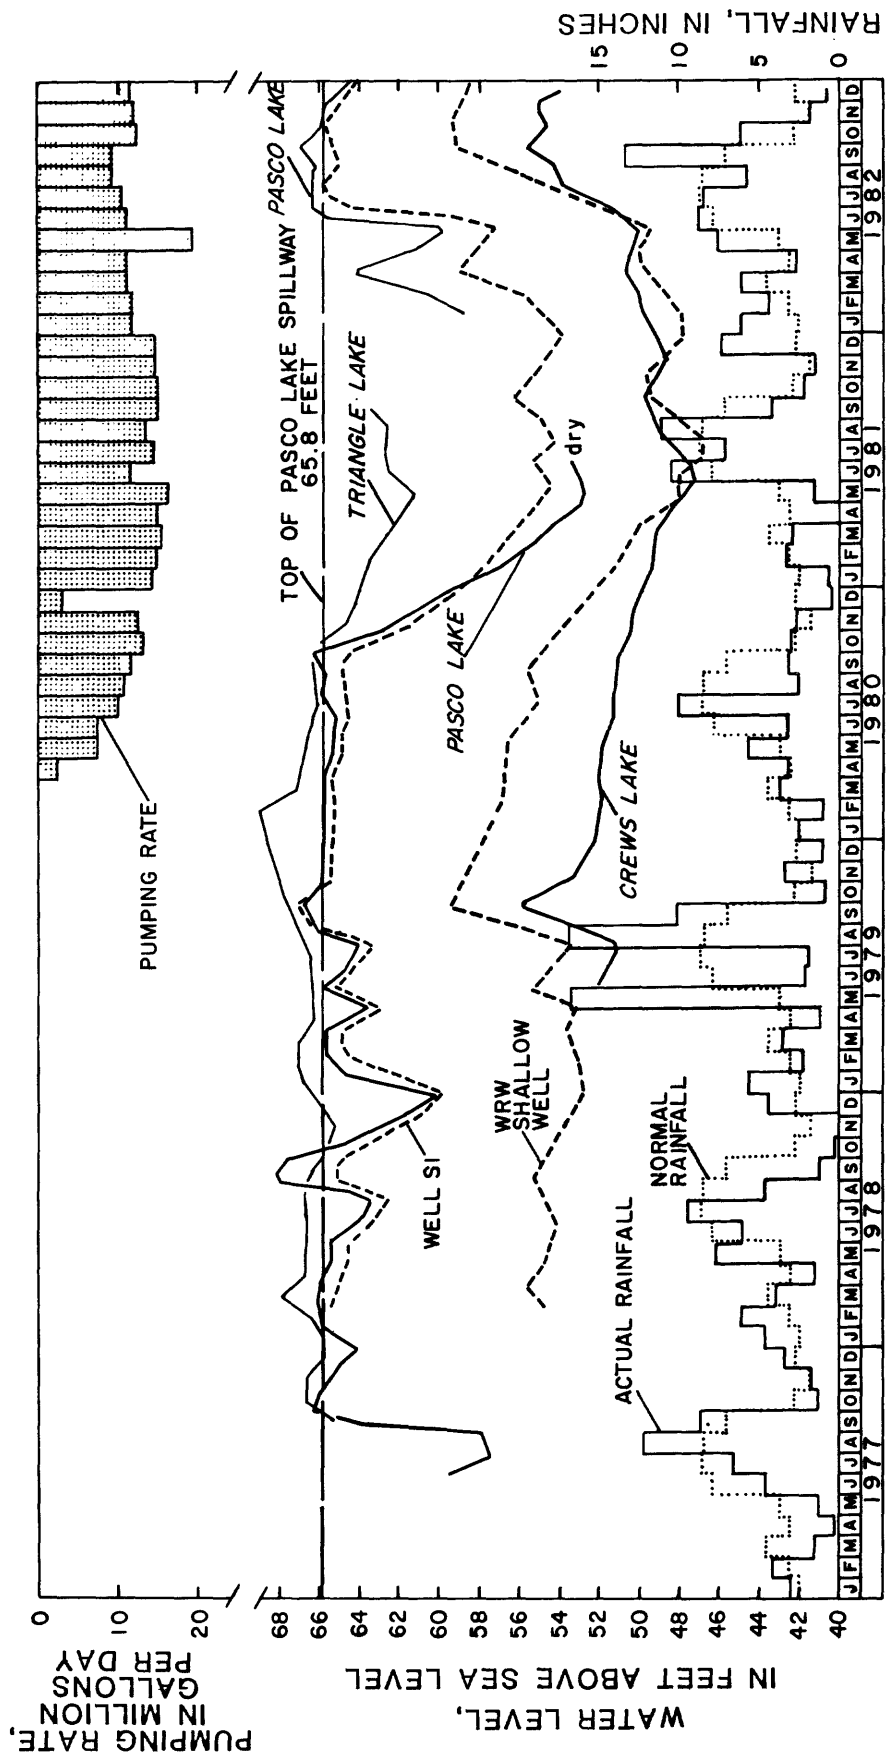 PUMPING RATE,
IN MILLION
GALLONS
PER DAY
0
10
20
PUMPING RATE
WATER LEVEL,
IN FEET ABOVE SEA LEVEL
68
66
64
62
60
58
56
54
52
50
48
46
44
42
40
TOP OF PASCO LAKE SPILLWAY
65.8 FEET
PASCO LAKE
TRIANGLE LAKE
PASCO LAKE
dry
WELL S1
WRW
SHALLOW
WELL
CREWS LAKE
NORMAL
RAINFALL
ACTUAL RAINFALL
RAINFALL, IN INCHES
15
10
5
0
J F M A M J J A S O N D J F M A M J J A S O N D J F M A M J J A S O N D J F M A M J J A S O N D J F M A M J J A S O N D J F M A M J J A S O N D
1977 1978 1979 1980 1981 1982